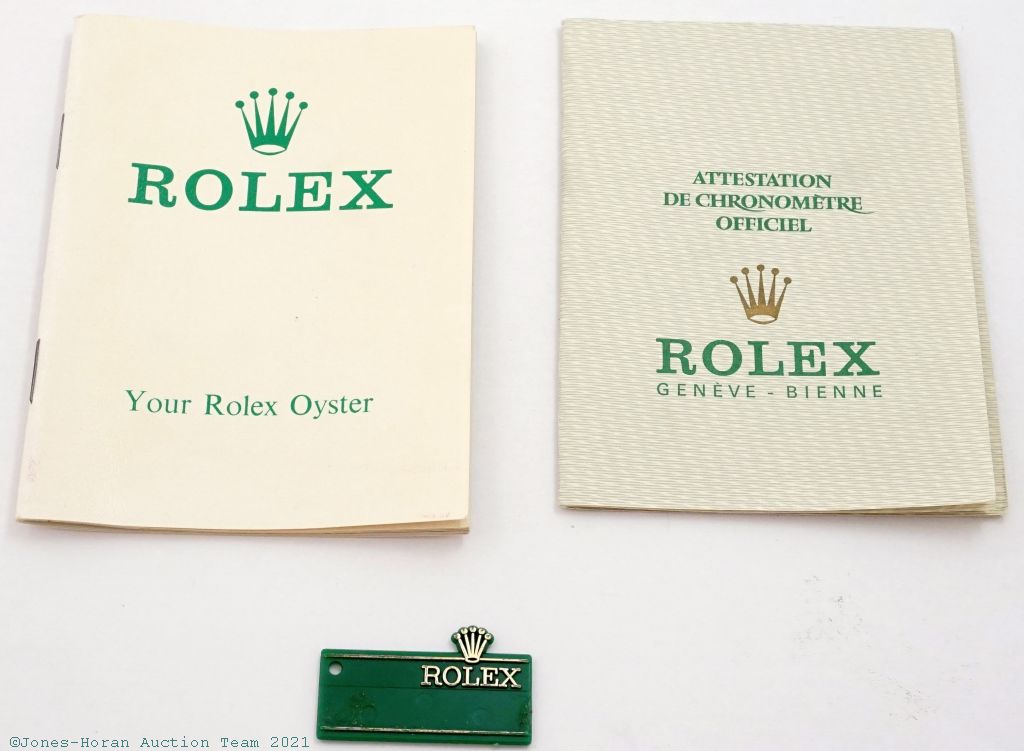 ROLEX
Your Rolex Oyster
ATTESTATION
DE CHRONOMÈTRE
OFFICIEL
ROLEX
GENÈVE - BIENNE
ROLEX
©Jones-Horan Auction Team 2021